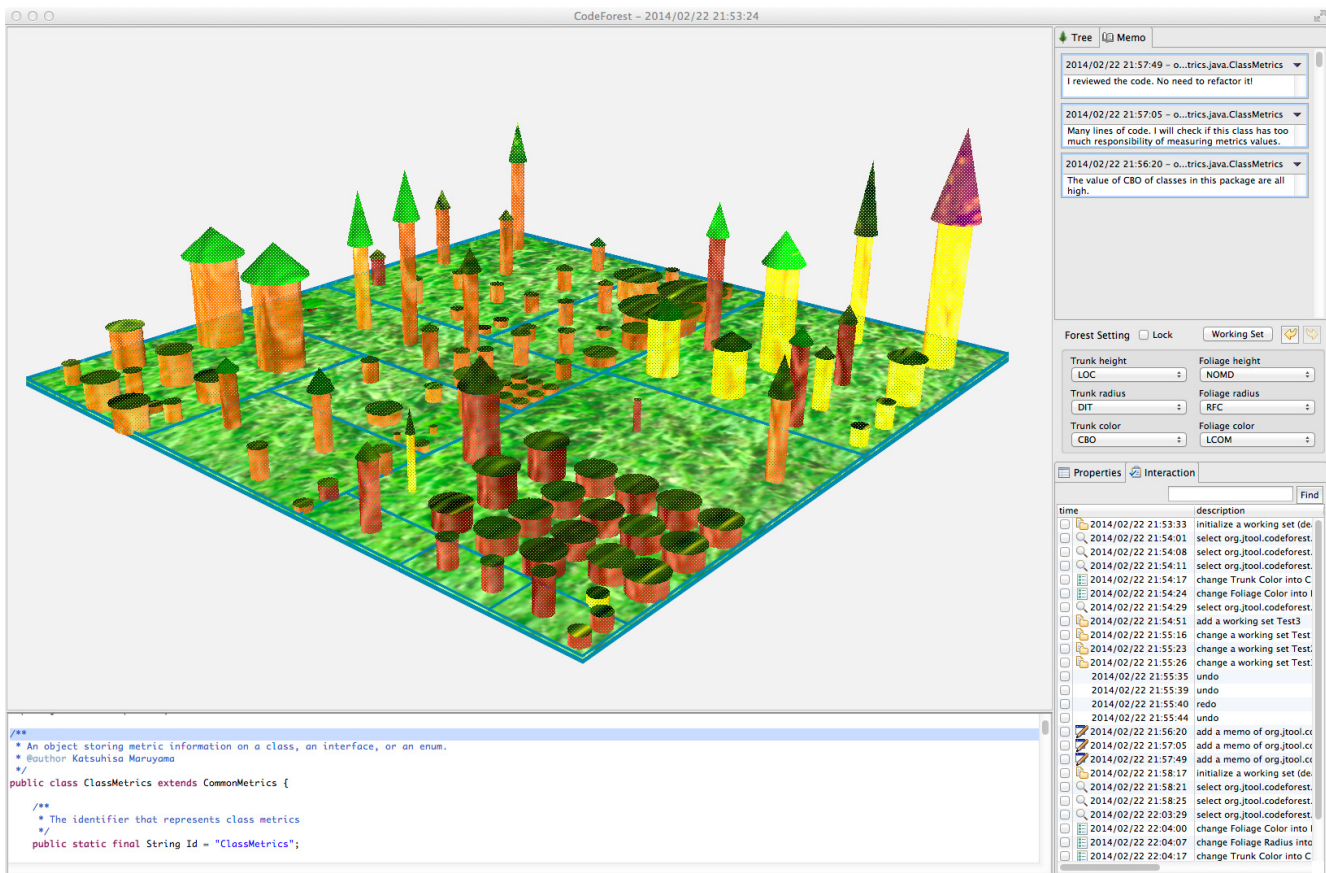 CodeForest - 2014/02/22 21:53:24
Tree Memo
2014/02/22 21:57:49 - o...trics.java.ClassMetrics
I reviewed the code. No need to refactor it!
2014/02/22 21:57:05 - o...trics.java.ClassMetrics
Many lines of code. I will check if this class has too
much responsibility of measuring metrics values.
2014/02/22 21:56:20 - o...trics.java.ClassMetrics
The value of CBO of classes in this package are all
high.
Forest Setting Lock Working Set
Trunk height Foliage height
LOC NOMD
Trunk radius Foliage radius
DIT RFC
Trunk color Foliage color
CBO LCOM
Properties Interaction
Find
time description
2014/02/22 21:53:33 initialize a working set (de
2014/02/22 21:54:01 select org.jtool.codeforest.
2014/02/22 21:54:08 select org.jtool.codeforest.
2014/02/22 21:54:11 select org.jtool.codeforest.
2014/02/22 21:54:17 change Trunk Color into C
2014/02/22 21:54:24 change Foliage Color into
2014/02/22 21:54:29 select org.jtool.codeforest.
2014/02/22 21:54:51 add a working set Test3
2014/02/22 21:55:16 change a working set Test
2014/02/22 21:55:23 change a working set Test
2014/02/22 21:55:26 change a working set Test
2014/02/22 21:55:35 undo
2014/02/22 21:55:39 undo
2014/02/22 21:55:40 redo
2014/02/22 21:55:44 undo
2014/02/22 21:56:20 add a memo of org.jtool.co
2014/02/22 21:57:05 add a memo of org.jtool.co
2014/02/22 21:57:49 add a memo of org.jtool.co
2014/02/22 21:58:17 initialize a working set (de
2014/02/22 21:58:21 select org.jtool.codeforest.
2014/02/22 21:58:25 select org.jtool.codeforest.
2014/02/22 22:03:29 select org.jtool.codeforest.
2014/02/22 22:04:00 change Foliage Color into
2014/02/22 22:04:07 change Foliage Radius into
2014/02/22 22:04:17 change Trunk Color into C
/**
* An object storing metric information on a class, an interface, or an enum.
* @author Katsuhisa Maruyama
*/
public class ClassMetrics extends CommonMetrics {
/**
* The identifier that represents class metrics
*/
public static final String Id = "ClassMetrics";